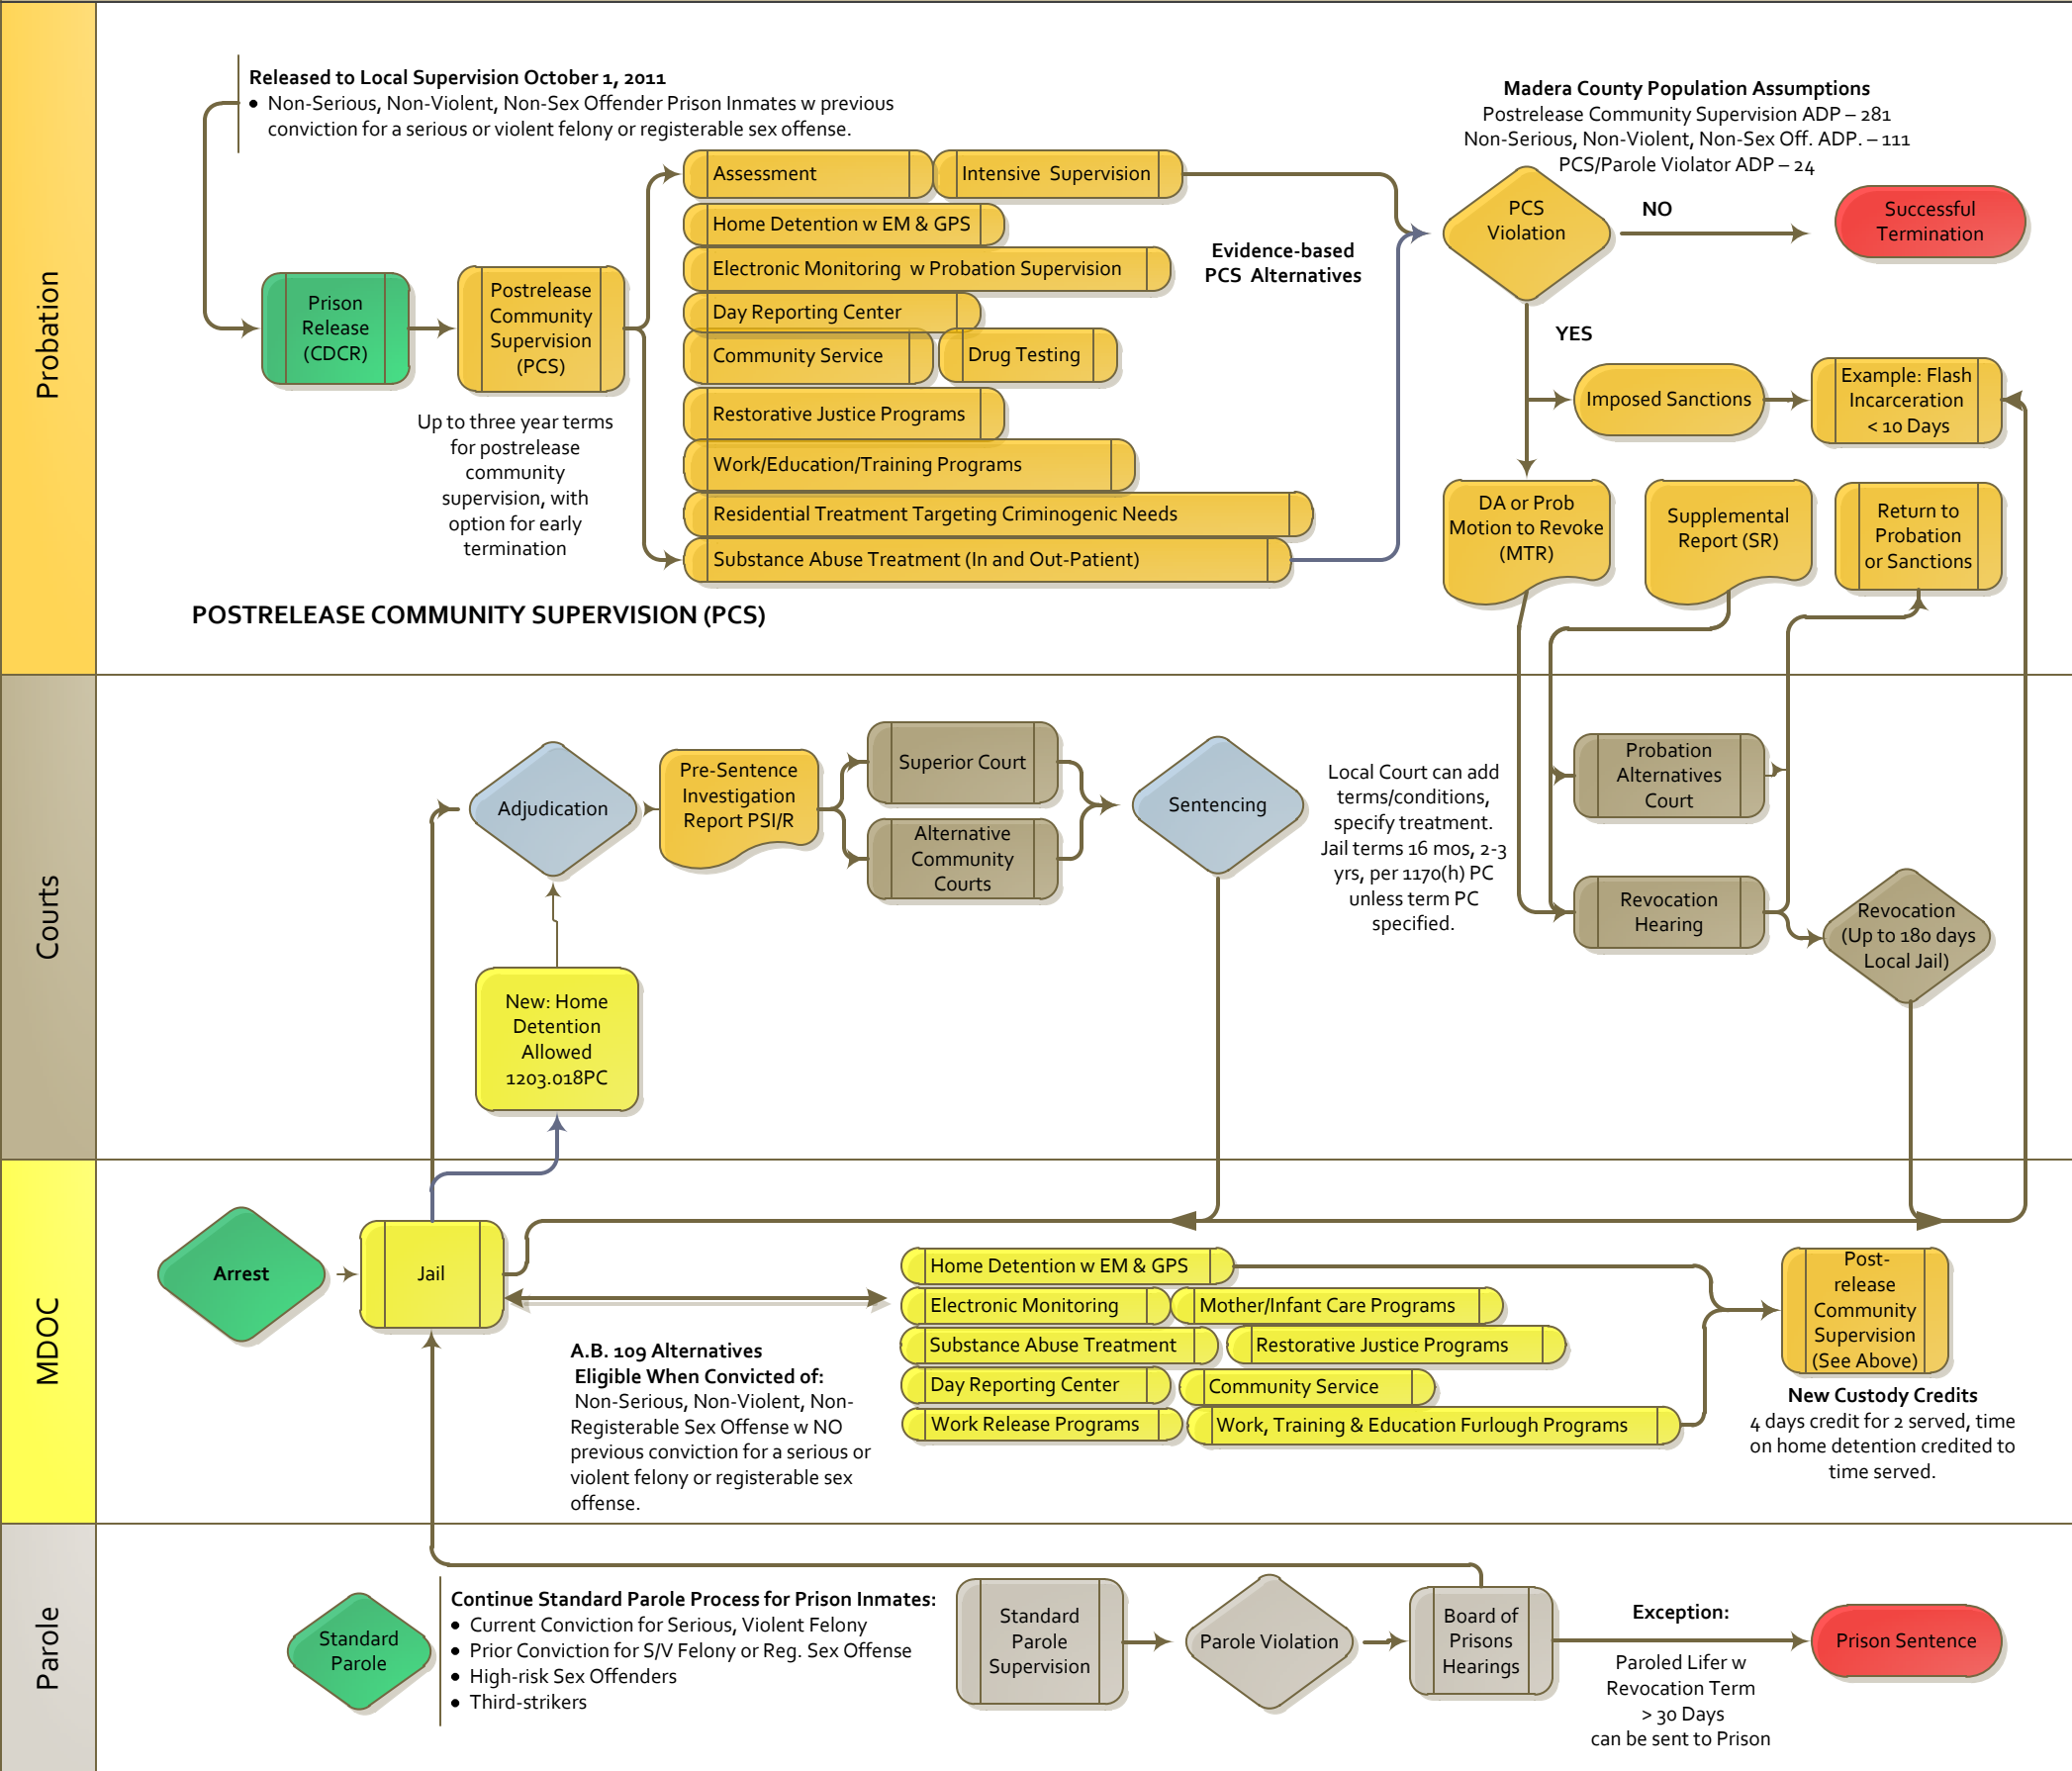 Probation
Released to Local Supervision October 1, 2011
• Non-Serious, Non-Violent, Non-Sex Offender Prison Inmates w previous
conviction for a serious or violent felony or registerable sex offense.
Madera County Population Assumptions
Postrelease Community Supervision ADP – 281
Non-Serious, Non-Violent, Non-Sex Off. ADP. – 111
PCS/Parole Violator ADP – 24
Prison
Release
(CDCR)
Postrelease
Community
Supervision
(PCS)
Up to three year terms
for postrelease
community
supervision, with
option for early
termination
Assessment
Intensive Supervision
Home Detention w EM & GPS
Electronic Monitoring w Probation Supervision
Day Reporting Center
Community Service
Drug Testing
Restorative Justice Programs
Work/Education/Training Programs
Residential Treatment Targeting Criminogenic Needs
Substance Abuse Treatment (In and Out-Patient)
Evidence-based
PCS Alternatives
PCS
Violation
NO
Successful
Termination
YES
Imposed Sanctions
Example: Flash
Incarceration
< 10 Days
DA or Prob
Motion to Revoke
(MTR)
Supplemental
Report (SR)
Return to
Probation
or Sanctions
POSTRELEASE COMMUNITY SUPERVISION (PCS)
Courts
Adjudication
Pre-Sentence
Investigation
Report PSI/R
Superior Court
Alternative
Community
Courts
Sentencing
Local Court can add
terms/conditions,
specify treatment.
Jail terms 16 mos, 2-3
yrs, per 1170(h) PC
unless term PC
specified.
Probation
Alternatives
Court
Revocation
Hearing
Revocation
(Up to 180 days
Local Jail)
New: Home
Detention
Allowed
1203.018PC
MDOC
Arrest
Jail
A.B. 109 Alternatives
Eligible When Convicted of:
Non-Serious, Non-Violent, Non-
Registerable Sex Offense w NO
previous conviction for a serious or
violent felony or registerable sex
offense.
Home Detention w EM & GPS
Electronic Monitoring
Mother/Infant Care Programs
Substance Abuse Treatment
Restorative Justice Programs
Day Reporting Center
Community Service
Work Release Programs
Work, Training & Education Furlough Programs
Post-
release
Community
Supervision
(See Above)
New Custody Credits
4 days credit for 2 served, time
on home detention credited to
time served.
Parole
Standard
Parole
Continue Standard Parole Process for Prison Inmates:
• Current Conviction for Serious, Violent Felony
• Prior Conviction for S/V Felony or Reg. Sex Offense
• High-risk Sex Offenders
• Third-strikers
Standard
Parole
Supervision
Parole Violation
Board of
Prisons
Hearings
Exception:
Paroled Lifer w
Revocation Term
> 30 Days
can be sent to Prison
Prison Sentence